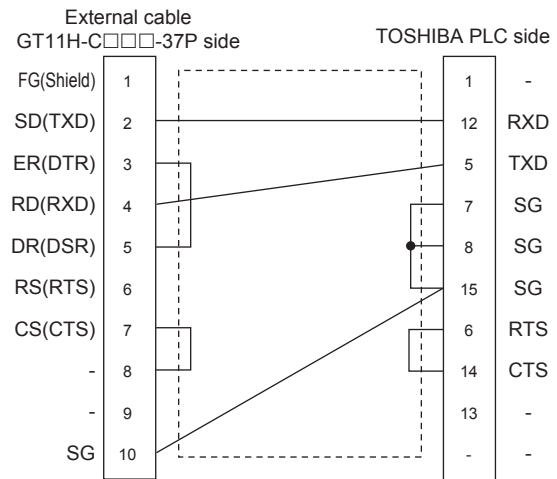 External cable
GT11H-C□□□-37P side
TOSHIBA PLC side
FG(Shield) 1 1 -
SD(TXD) 2 12 RXD
ER(DTR) 3 5 TXD
RD(RXD) 4 7 SG
DR(DSR) 5 8 SG
RS(RTS) 6 15 SG
CS(CTS) 7 6 RTS
- 8 14 CTS
- 9 13 -
SG 10 - -